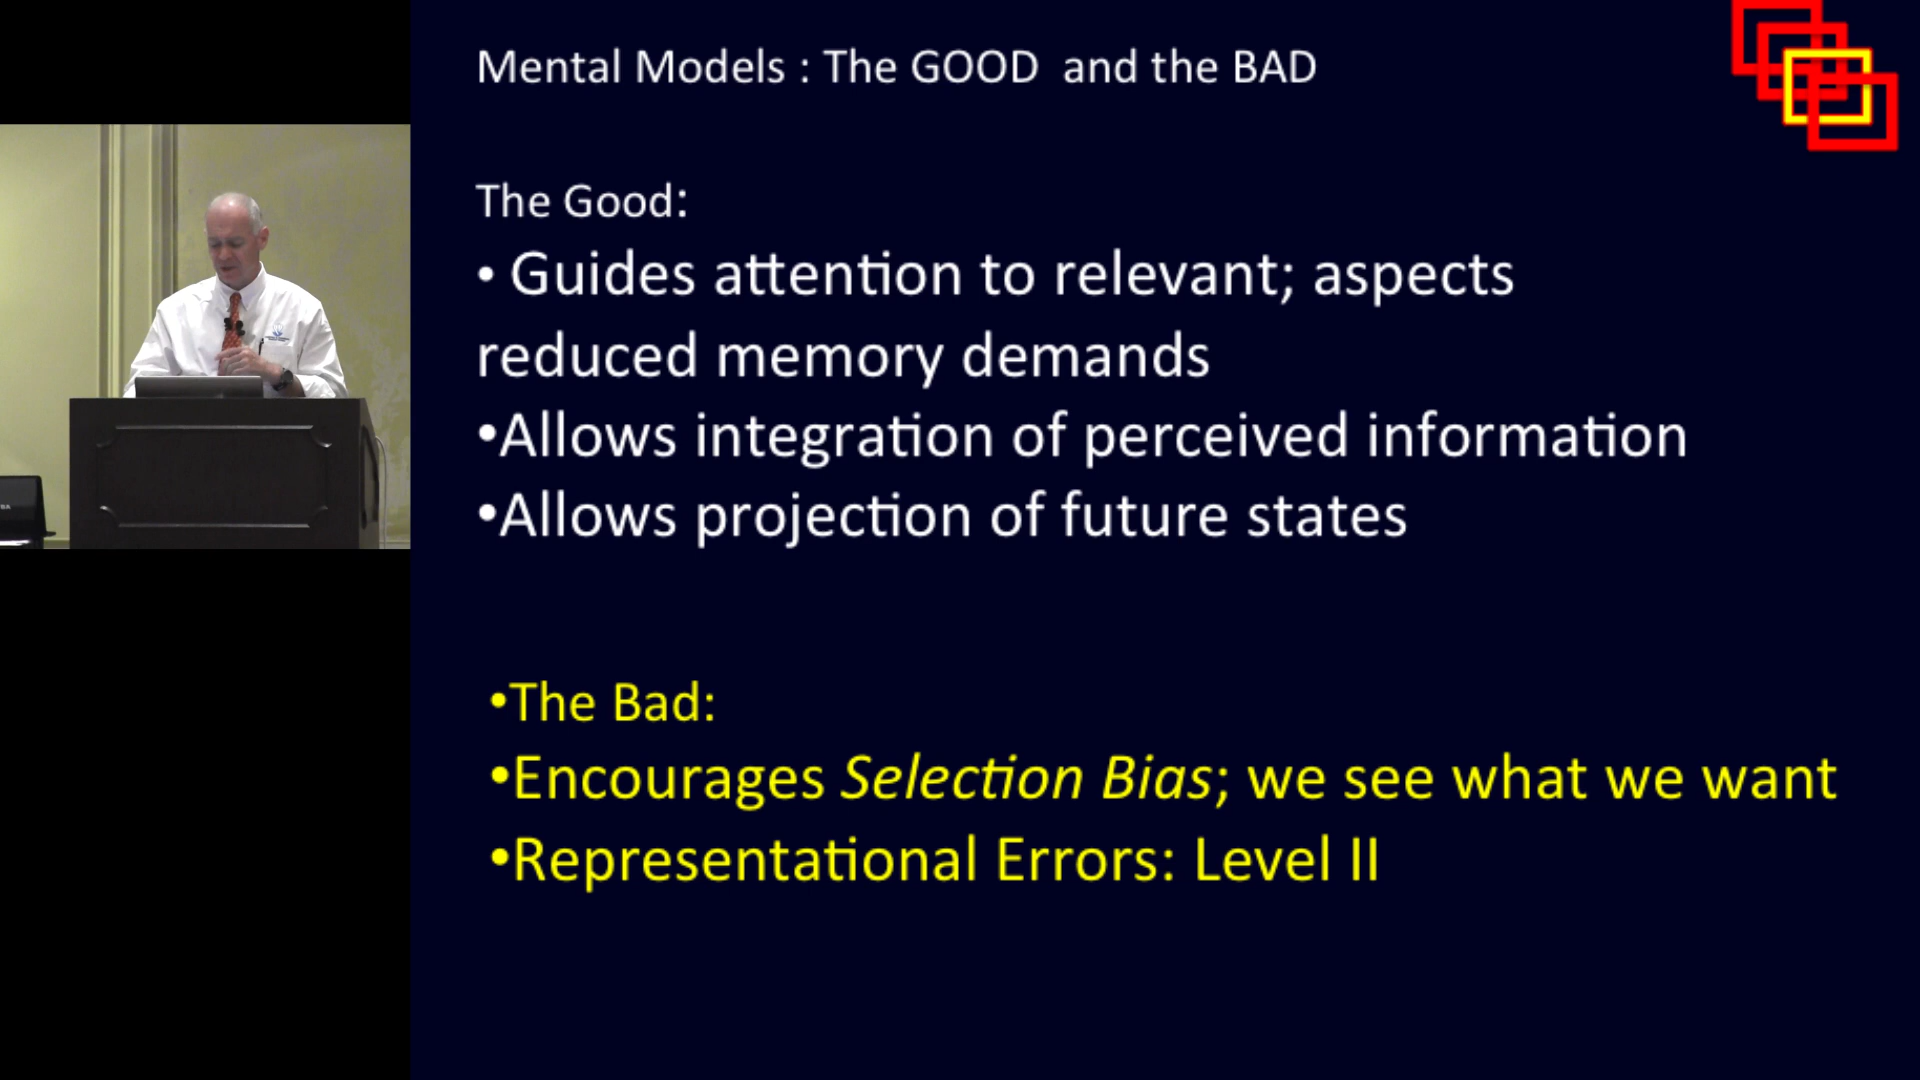 Mental Models : The GOOD and the BAD
The Good:
• Guides attention to relevant; aspects
reduced memory demands
•Allows integration of perceived information
•Allows projection of future states
•The Bad:
•Encourages Selection Bias; we see what we want
•Representational Errors: Level II